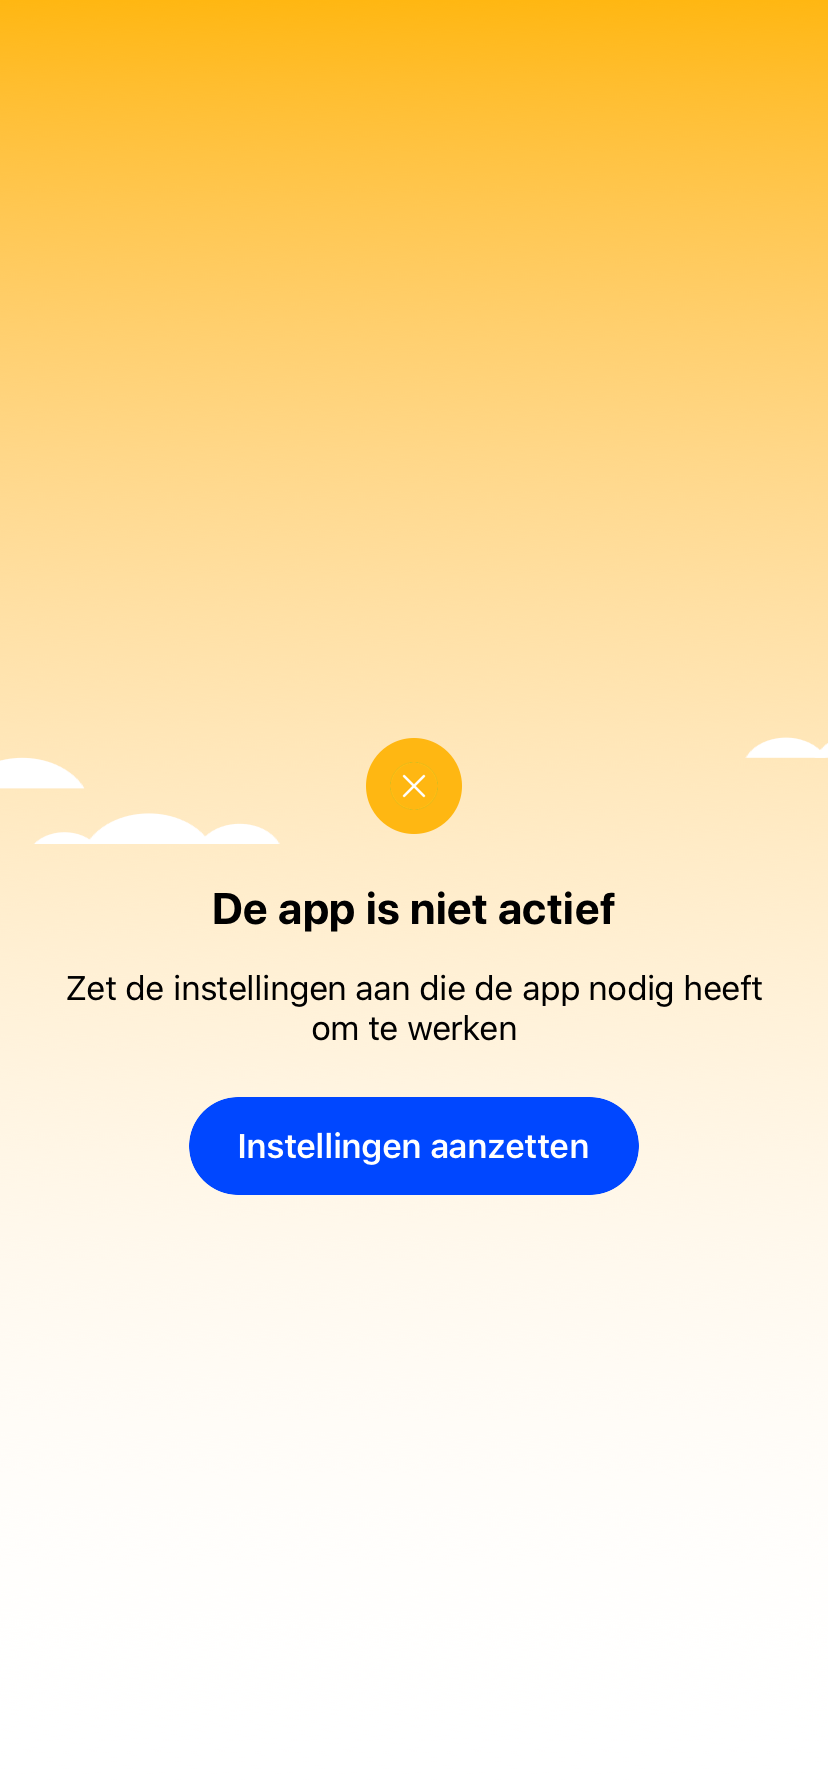 De app is niet actief
Zet de instellingen aan die de app nodig heeft
om te werken
Instellingen aanzetten